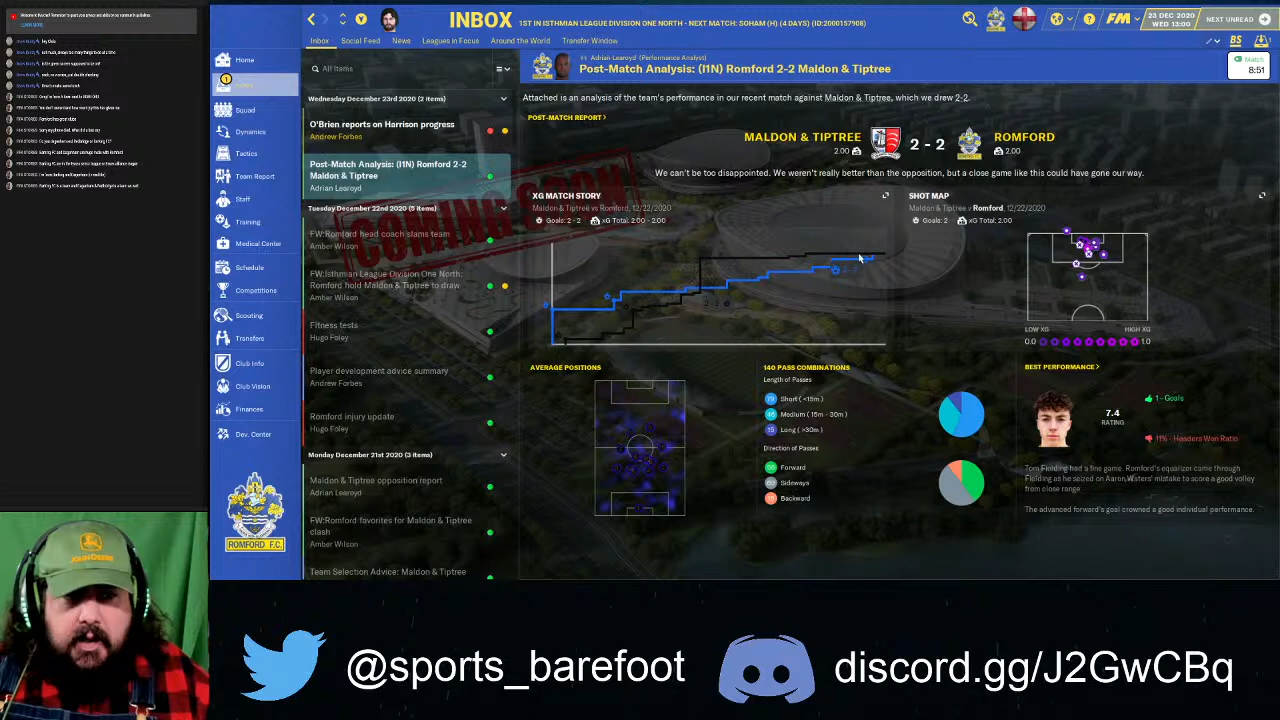 INBOX
1ST IN ISTHMIAN LEAGUE DIVISION ONE NORTH - NEXT MATCH: SOHAM (H) (4 DAYS) (ID:2000157908)
FM
23 DEC 2020
WED 13:00
NEXT UNREAD
Inbox
Social Feed
News
Leagues in Focus
Around the World
Transfer Window
BS
Match
8:51
Home
1
Squad
Dynamics
Tactics
Team Report
Staff
Training
Medical Center
Schedule
Competitions
Scouting
Transfers
Club Info
Club Vision
Finances
Dev. Center
ROMFORD F.C.
All Items
Wednesday December 23rd 2020 (2 items)
O'Brien reports on Harrison progress
Andrew Forbes
Post-Match Analysis: (I1N) Romford 2-2
Maldon & Tiptree
Adrian Learoyd
Tuesday December 22nd 2020 (5 items)
FW:Romford head coach slams team
Amber Wilson
FW:Isthmian League Division One North:
Romford hold Maldon & Tiptree to draw
Amber Wilson
Fitness tests
Hugo Foley
Player development advice summary
Andrew Forbes
Romford injury update
Hugo Foley
Monday December 21st 2020 (3 items)
Maldon & Tiptree opposition report
Adrian Learoyd
FW:Romford favorites for Maldon & Tiptree
clash
Amber Wilson
Team Selection Advice: Maldon & Tiptree
COMING SOON
Adrian Learoyd (Performance Analyst)
Post-Match Analysis: (I1N) Romford 2-2 Maldon & Tiptree
Attached is an analysis of the team's performance in our recent match against Maldon & Tiptree, which we drew 2-2.
POST-MATCH REPORT >
MALDON & TIPTREE
2.00
2 - 2
ROMFORD
2.00
We can't be too disappointed. We weren't really better than the opposition, but a close game like this could have gone our way.
XG MATCH STORY
Maldon & Tiptree vs Romford, 12/22/2020
Goals: 2 - 2
xG Total: 2.00 - 2.00
SHOT MAP
Maldon & Tiptree v Romford, 12/22/2020
Goals: 2
xG Total: 2.00
LOW XG
HIGH XG
0.0
1.0
AVERAGE POSITIONS
140 PASS COMBINATIONS
Length of Passes
Short ( <15m )
Medium ( 15m - 30m )
Long ( >30m )
Direction of Passes
Forward
Sideways
Backward
BEST PERFORMANCE >
7.4
RATING
1 - Goals
11% - Headers Won Ratio
Tom Fielding had a fine game. Romford's equalizer came through
Fielding as he seized on Aaron Waters' mistake to score a good volley
from close range
The advanced forward's goal crowned a good individual performance.
JOHN DEERE
@sports_barefoot
discord.gg/J2GwCBq